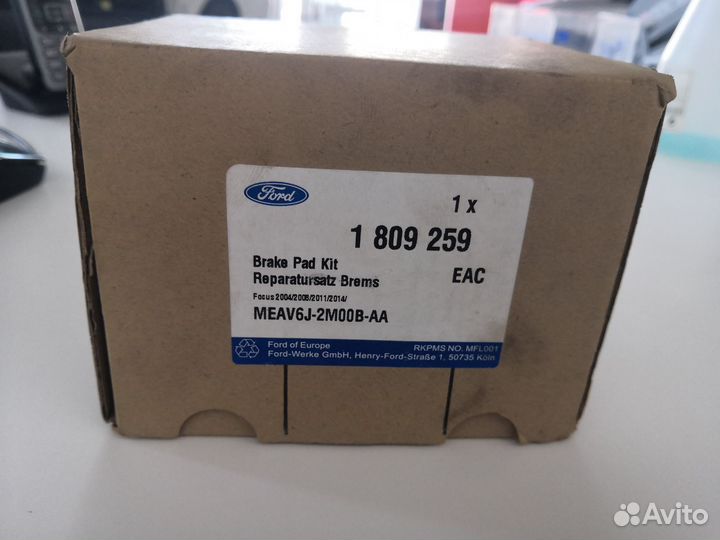 Ford
1 x
1 809 259
Brake Pad Kit
Reparatursatz Brems
EAC
Focus 2004/2008/2011/2014/
MEAV6J-2M00B-AA
Ford of Europe
RKPMS NO. MFL001
Ford-Werke GmbH, Henry-Ford-Straße 1, 50735 Köln
Avito